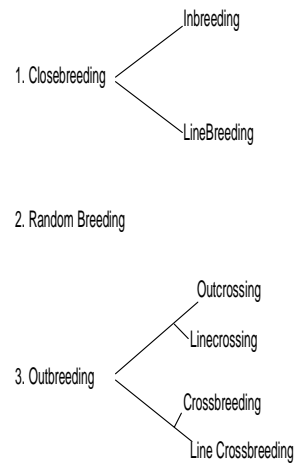 Inbreeding
1. Closebreeding
LineBreeding
2. Random Breeding
Outcrossing
Linecrossing
3. Outbreeding
Crossbreeding
Line Crossbreeding